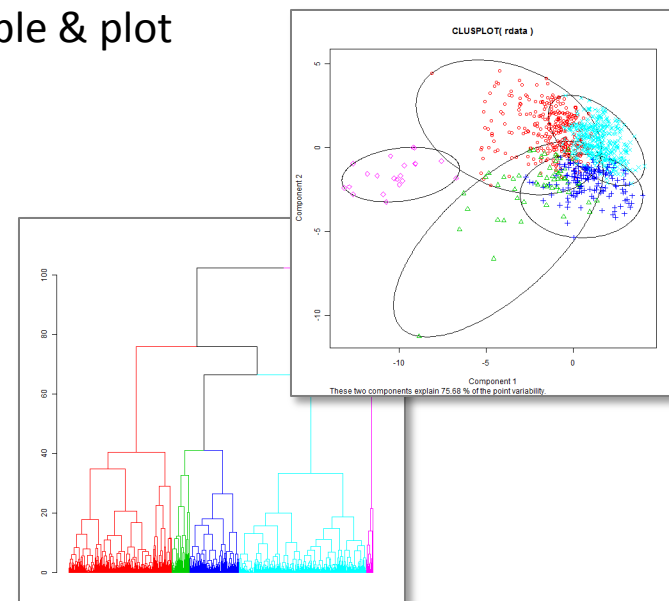 ple & plot
CLUSPLOT( rdata )
5
0
-5
-10
Component 2
-10 -5 0
Component 1
These two components explain 75.68 % of the point variability.
100
80
60
40
20
0